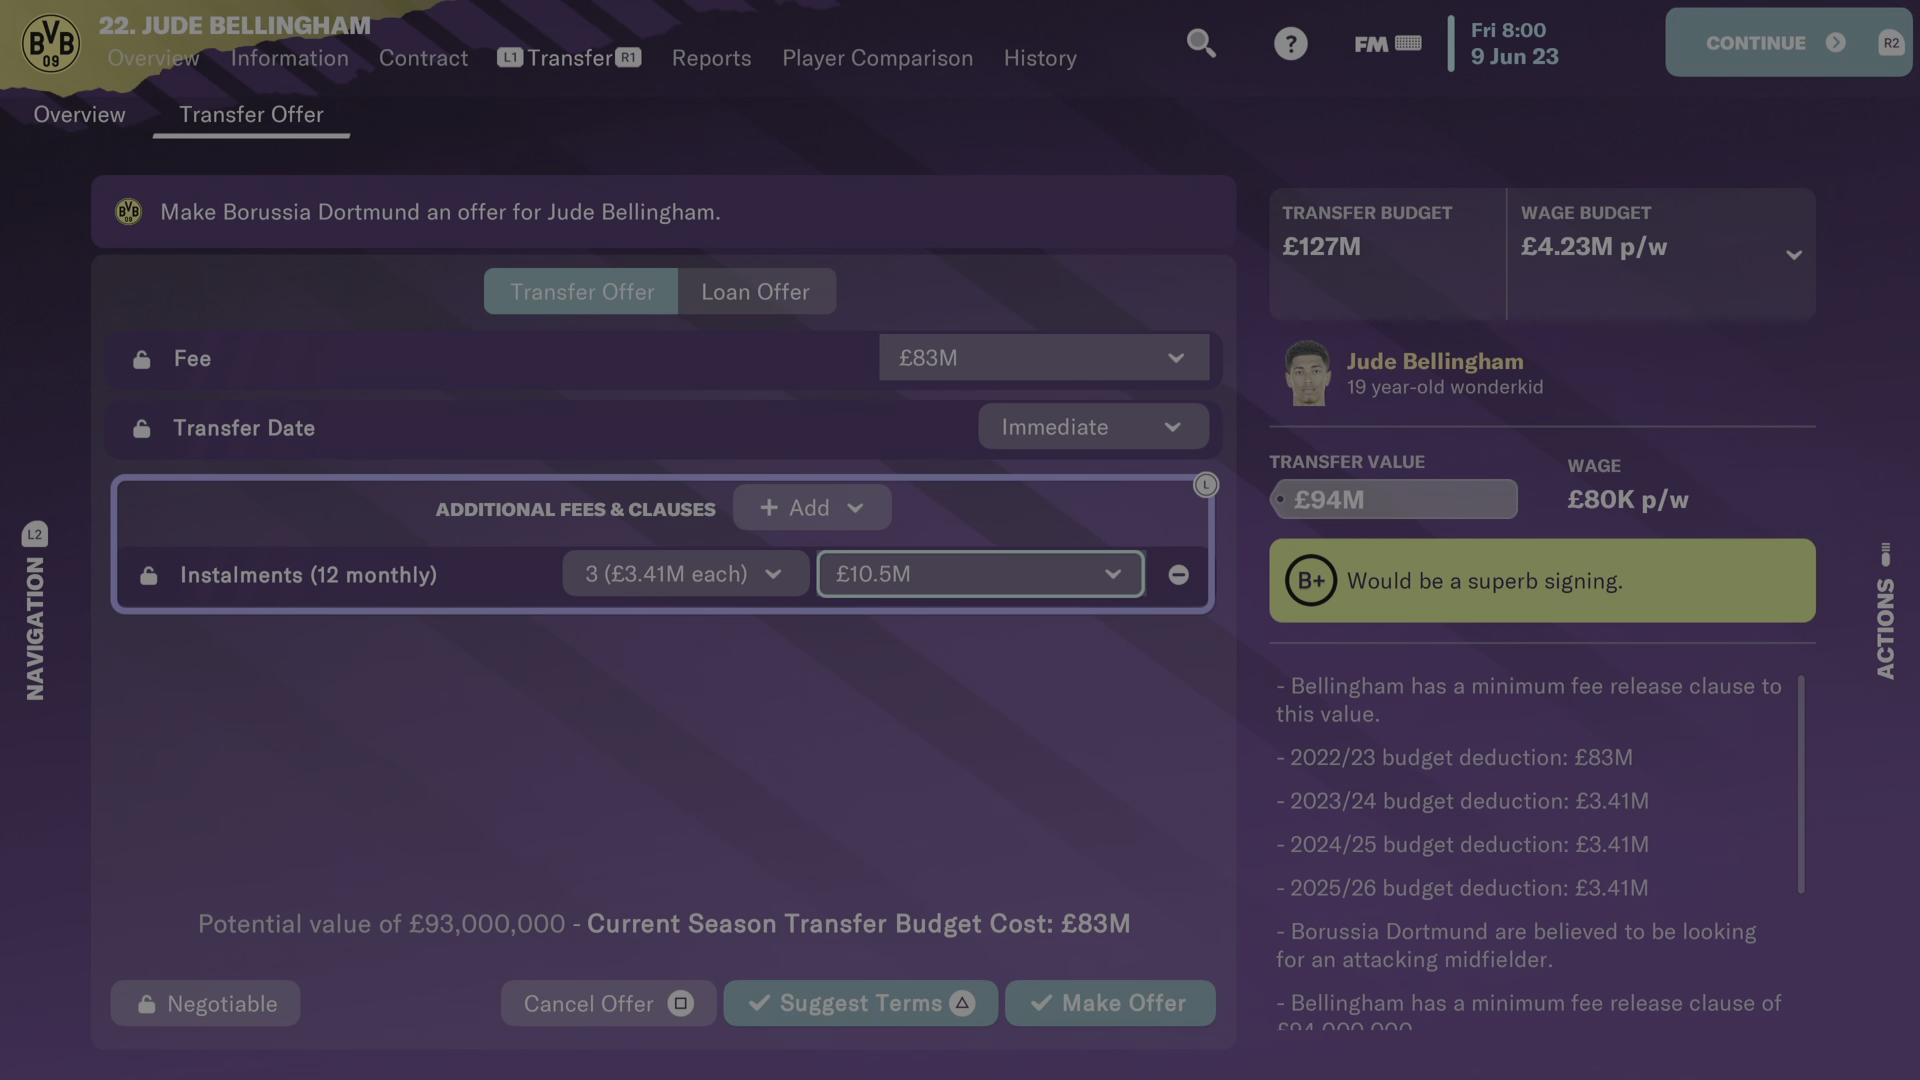 22. JUDE BELLINGHAM
Overview Information Contract L1 Transfer R1 Reports Player Comparison History
? FM Fri 8:00
9 Jun 23
CONTINUE R2
BVB
09
Overview Transfer Offer
Make Borussia Dortmund an offer for Jude Bellingham.
Transfer Offer Loan Offer
Fee £83M
Transfer Date Immediate
L
ADDITIONAL FEES & CLAUSES + Add
Instalments (12 monthly) 3 (£3.41M each) £10.5M
Potential value of £93,000,000 - Current Season Transfer Budget Cost: £83M
Negotiable Cancel Offer Suggest Terms Make Offer
NAVIGATION L2
TRANSFER BUDGET WAGE BUDGET
£127M £4.23M p/w
Jude Bellingham
19 year-old wonderkid
TRANSFER VALUE WAGE
£94M £80K p/w
B+ Would be a superb signing.
- Bellingham has a minimum fee release clause to
this value.
- 2022/23 budget deduction: £83M
- 2023/24 budget deduction: £3.41M
- 2024/25 budget deduction: £3.41M
- 2025/26 budget deduction: £3.41M
- Borussia Dortmund are believed to be looking
for an attacking midfielder.
- Bellingham has a minimum fee release clause of
£94,000,000
ACTIONS